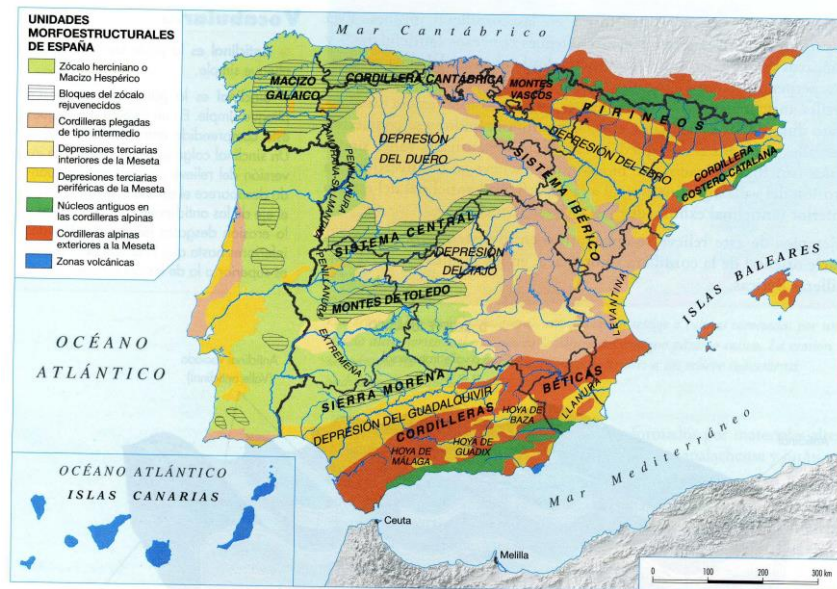 UNIDADES
MORFOESTRUCTURALES
DE ESPAÑA
Zócalo herciniano o
Macizo Hespérico
Bloques del zócalo
rejuvenecidos
Cordilleras plegadas
de tipo intermedio
Depresiones terciarias
interiores de la Meseta
Depresiones terciarias
periféricas de la Meseta
Núcleos antiguos en
las cordilleras alpinas
Cordilleras alpinas
exteriores a la Meseta
Zonas volcánicas
Mar Cantábrico
MACIZO
GALAICO
CORDILLERA CANTÁBRICA
MONTES
VASCOS
PIRINEOS
DEPRESIÓN
DEL DUERO
DEPRESIÓN DEL EBRO
CORDILLERA
COSTERO-CATALANA
PENILLANURA
ZAMORANA-SALMANTINA
SISTEMA IBÉRICO
SISTEMA CENTRAL
DEPRESIÓN
DEL TAJO
ISLAS BALEARES
PENILLANURA
EXTREMEÑA
MONTES DE TOLEDO
LEVANTINA
LLANURA
OCÉANO
ATLÁNTICO
SIERRA MORENA
DEPRESIÓN DEL GUADALQUIVIR
CORDILLERAS
BÉTICAS
HOYA DE
BAZA
HOYA DE
GUADIX
HOYA DE
MÁLAGA
Mar Mediterráneo
OCÉANO ATLÁNTICO
ISLAS CANARIAS
Ceuta
Melilla
0 100 200 300 km